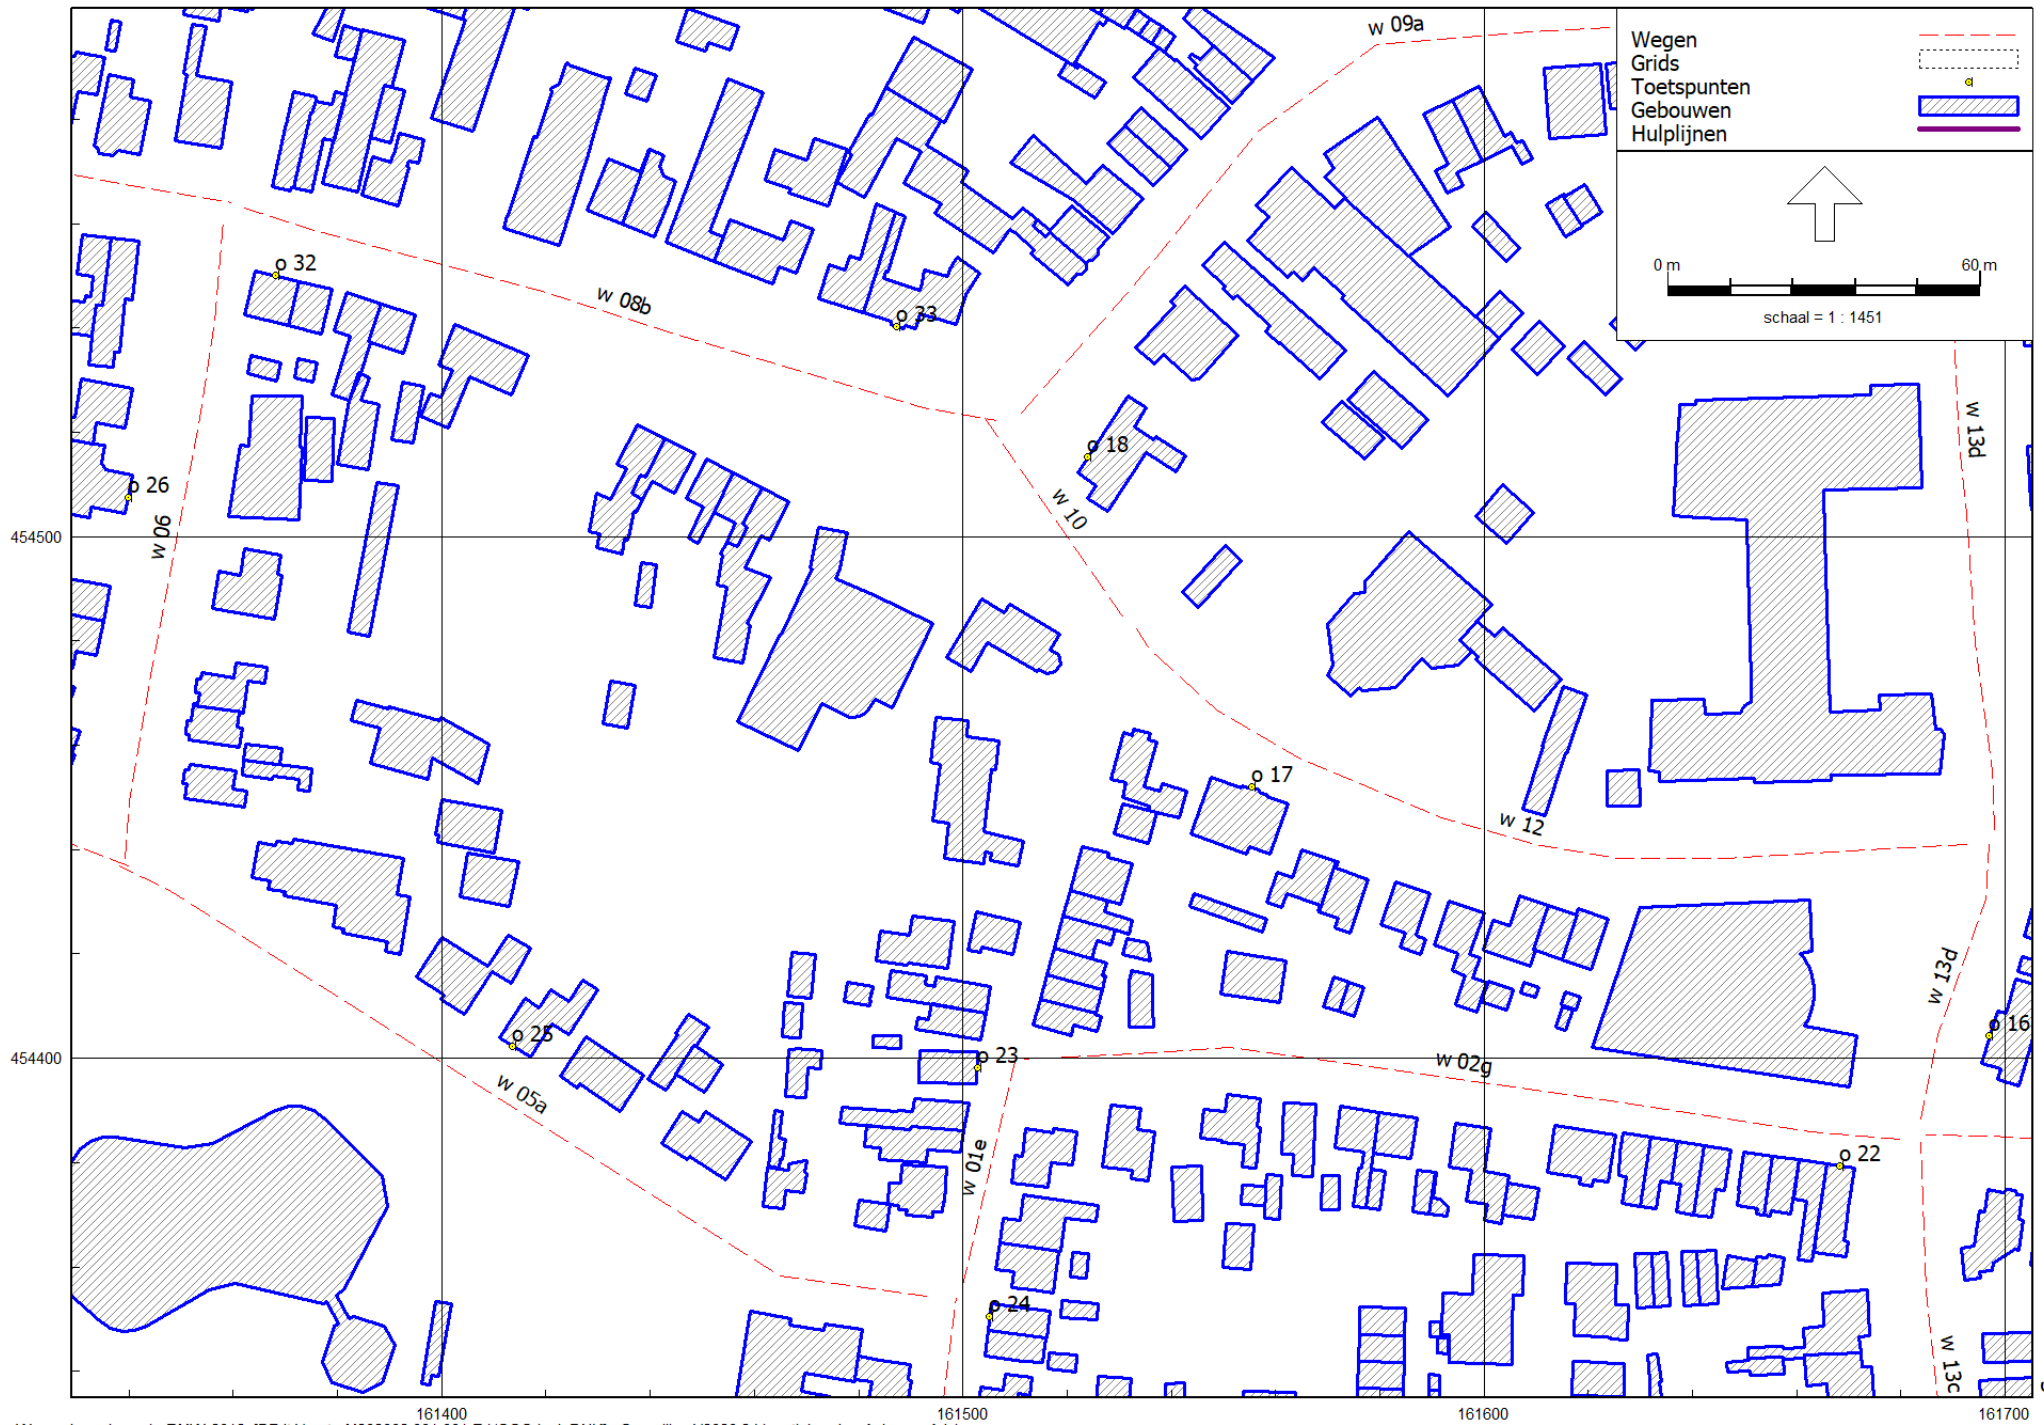 w 09a
Wegen
Grids
Toetspunten
Gebouwen
Hulplijnen
0 m 60 m
schaal = 1 : 1451
o 32
w 08b
o 33
w 13d
o 18
o 26
w 10
w 06
454500
o 17
w 12
w 13d
o 16
o 25
o 23
w 02g
454400
w 05a
w 01e
o 22
o 24
w 13c
161400 161500 161600 161700